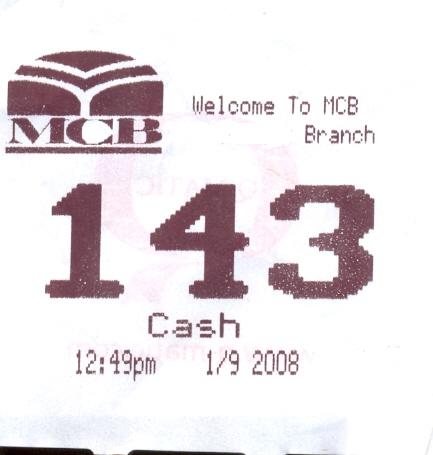 MCB
Welcome To MCB
Branch
143
Cash
12:49pm 1/9 2008